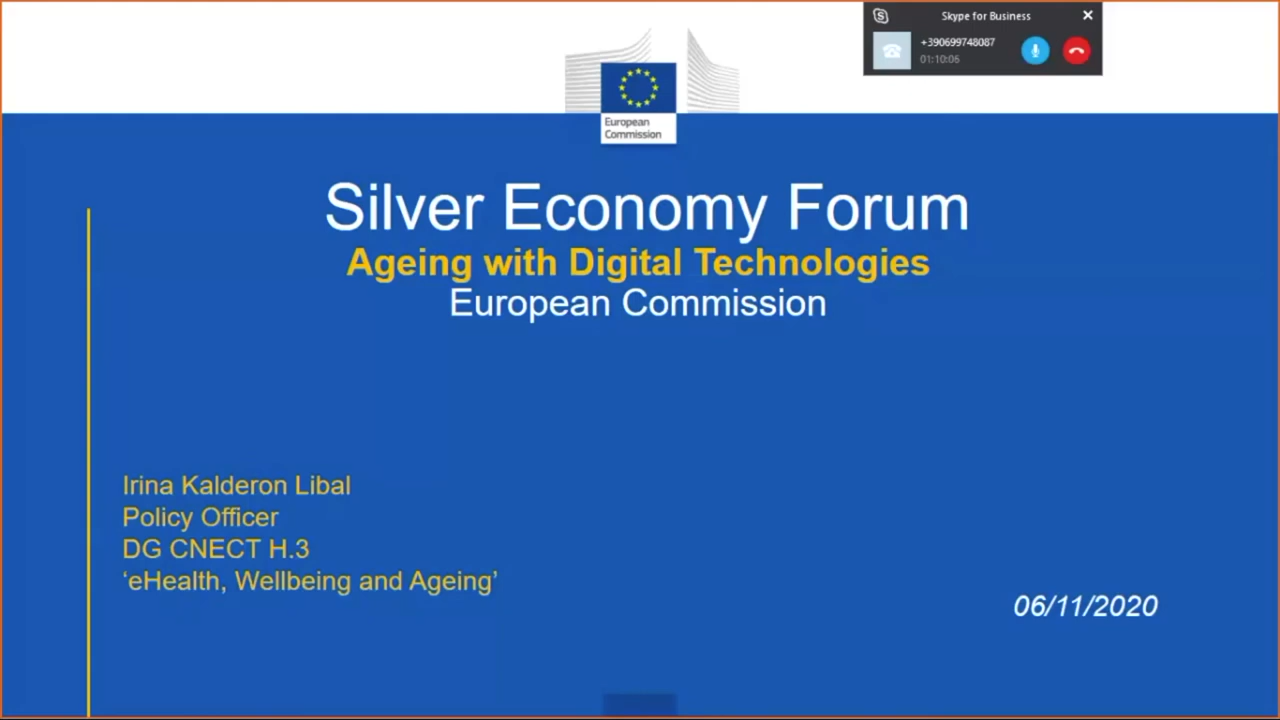 Skype for Business
+390699748087
01:10:06
European
Commission
Silver Economy Forum
Ageing with Digital Technologies
European Commission
Irina Kalderon Libal
Policy Officer
DG CNECT H.3
‘eHealth, Wellbeing and Ageing’
06/11/2020